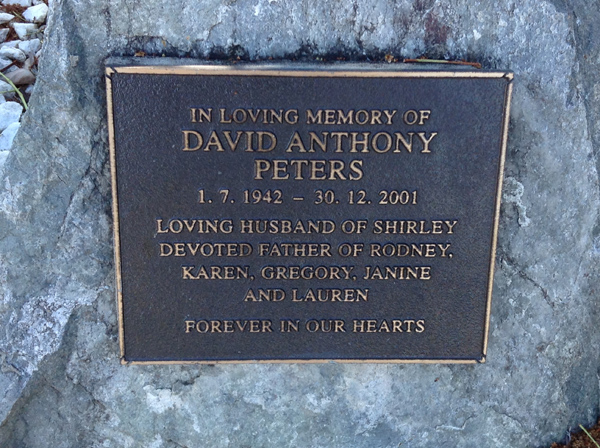 IN LOVING MEMORY OF
DAVID ANTHONY
PETERS
1. 7. 1942 – 30. 12. 2001
LOVING HUSBAND OF SHIRLEY
DEVOTED FATHER OF RODNEY,
KAREN, GREGORY, JANINE
AND LAUREN
FOREVER IN OUR HEARTS